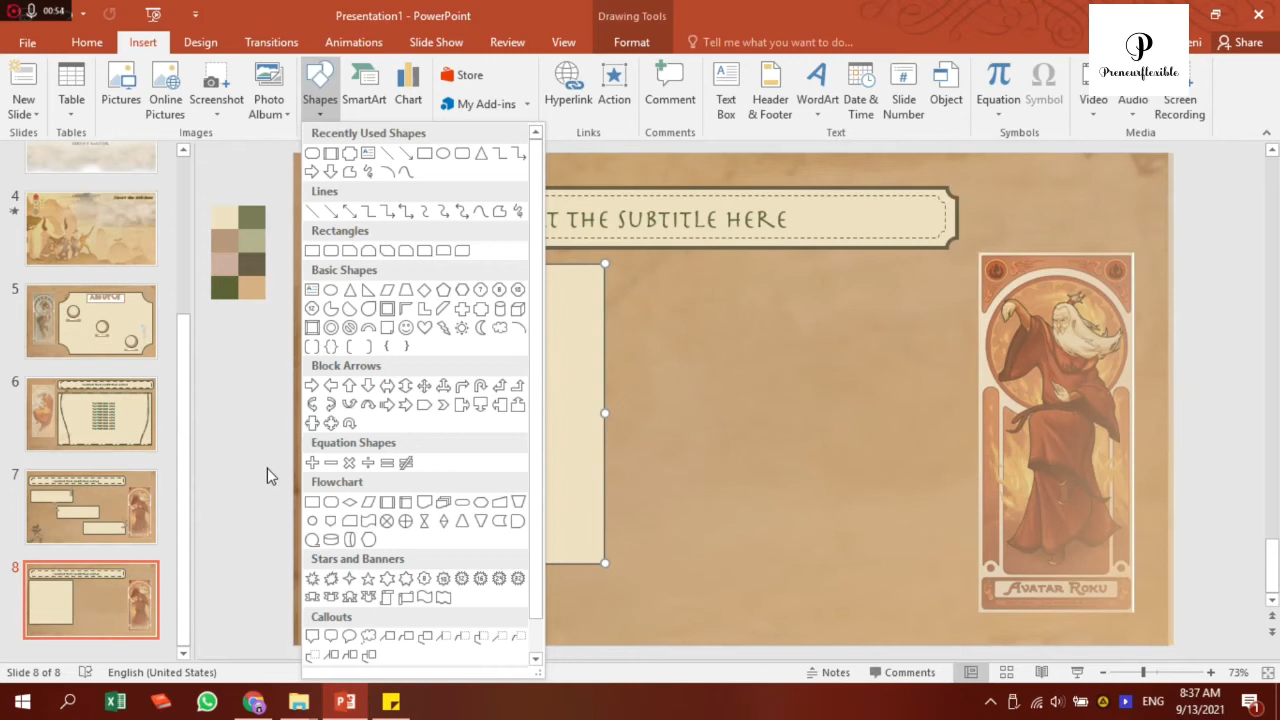 00:54
Presentation1 - PowerPoint
Drawing Tools
File
Home
Insert
Design
Transitions
Animations
Slide Show
Review
View
Format
Tell me what you want to do...
Share
P
Preneurflexible
New
Slide
Table
Pictures
Online
Pictures
Screenshot
Photo
Album
Shapes
SmartArt
Chart
Store
My Add-ins
Hyperlink
Action
Comment
Text
Box
Header
& Footer
WordArt
Date &
Time
Slide
Number
Object
Equation
Symbol
Video
Audio
Screen
Recording
Slides
Tables
Images
Links
Comments
Text
Symbols
Media
Recently Used Shapes
Lines
Rectangles
Basic Shapes
Block Arrows
Equation Shapes
Flowchart
Stars and Banners
Callouts
4
5
6
7
8
T THE SUBTITLE HERE
AVATAR ROKU
Slide 8 of 8
English (United States)
Notes
Comments
73%
ENG
8:37 AM
9/13/2021
1